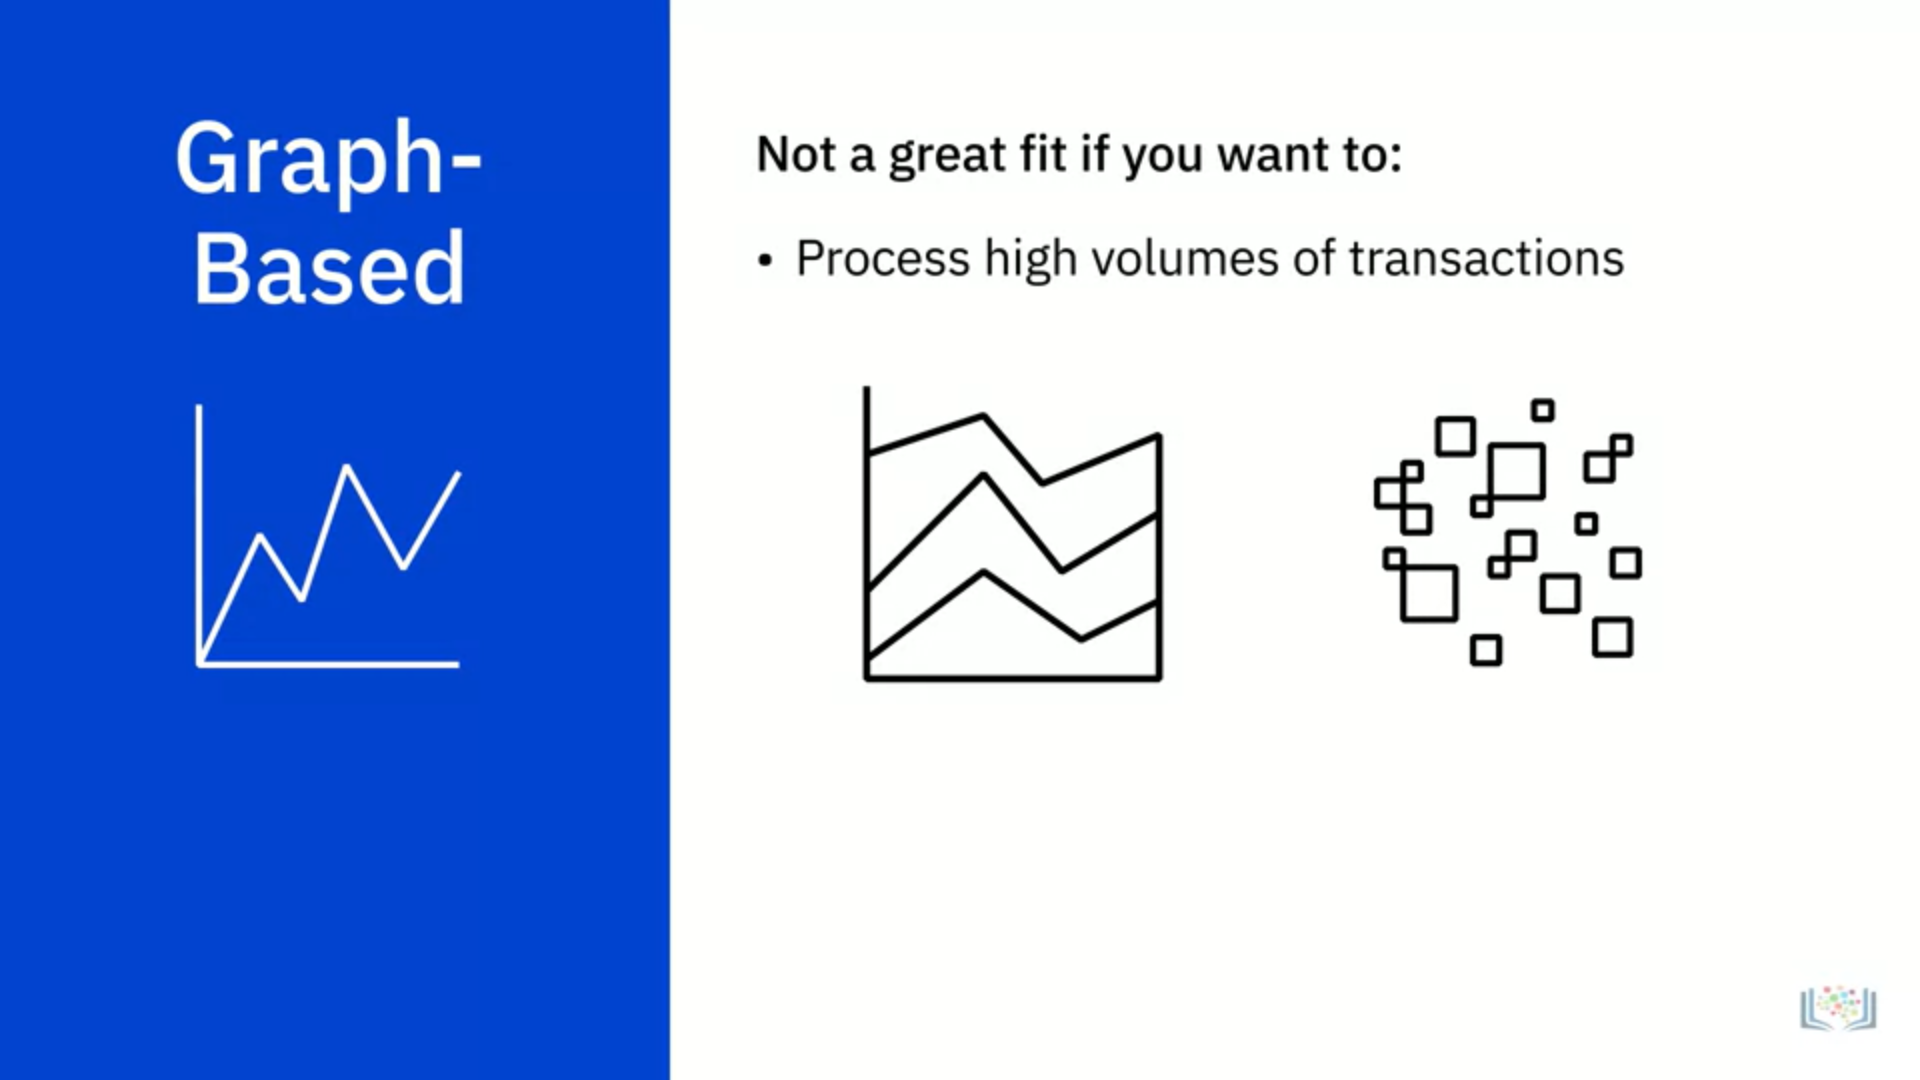 Graph-
Based
Not a great fit if you want to:
• Process high volumes of transactions